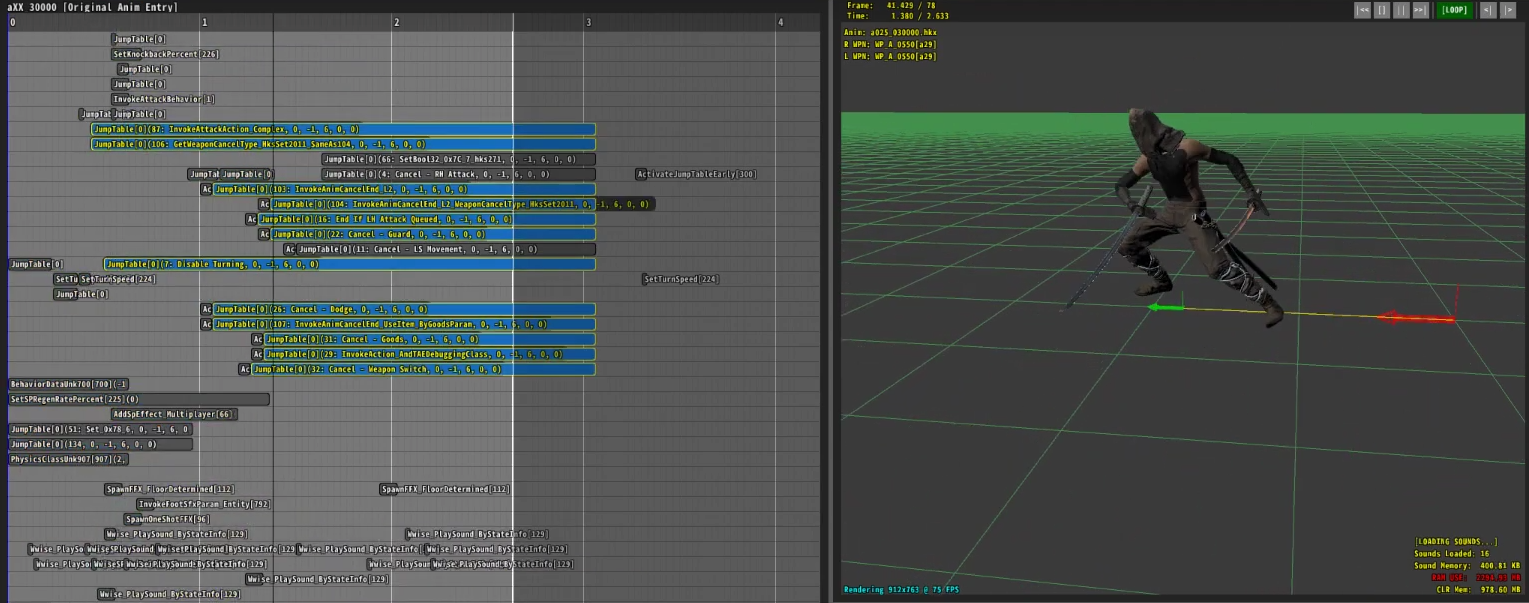 aXX 30000 [Original Anim Entry]
0 1 2 3 4
JumpTable[0]
SetKnockbackPercent[226]
JumpTable[0]
JumpTable[0]
InvokeAttackBehavior[1]
JumpTab JumpTable[0]
JumpTable[0](87: InvokeAttackAction_Complex, 0, -1, 6, 0, 0)
JumpTable[0](106: GetWeaponCancelType_HksSet2011_SameAs104, 0, -1, 6, 0, 0)
JumpTable[0](66: SetBool32_0x7C_7_hks271, 0, -1, 6, 0, 0)
JumpTat JumpTable[0] JumpTable[0](4: Cancel - RH Attack, 0, -1, 6, 0, 0) ActivateJumpTableEarly[300]
Ac JumpTable[0](103: InvokeAnimCancelEnd_L2, 0, -1, 6, 0, 0)
Ac JumpTable[0](104: InvokeAnimCancelEnd_L2_WeaponCancelType_HksSet2011, 0, -1, 6, 0, 0)
Ac JumpTable[0](16: End If LH Attack Queued, 0, -1, 6, 0, 0)
Ac JumpTable[0](22: Cancel - Guard, 0, -1, 6, 0, 0)
Ac JumpTable[0](11: Cancel - LS Movement, 0, -1, 6, 0, 0)
JumpTable[0] JumpTable[0](7: Disable Turning, 0, -1, 6, 0, 0)
SetTu SetTurnSpeed[224] SetTurnSpeed[224]
JumpTable[0]
Ac JumpTable[0](26: Cancel - Dodge, 0, -1, 6, 0, 0)
Ac JumpTable[0](107: InvokeAnimCancelEnd_UseItem_ByGoodsParam, 0, -1, 6, 0, 0)
Ac JumpTable[0](31: Cancel - Goods, 0, -1, 6, 0, 0)
Ac JumpTable[0](29: InvokeAction_AndTAEDebuggingClass, 0, -1, 6, 0, 0)
Ac JumpTable[0](32: Cancel - Weapon Switch, 0, -1, 6, 0, 0)
BehaviorDataUnk700[700](-1
SetSPRegenRatePercent[225](0)
AddSpEffect_Multiplayer[66]
JumpTable[0](51: Set_0x78_6, 0, -1, 6, 0
JumpTable[0](134, 0, -1, 6, 0, 0)
PhysicsClassUnk907[907](2,
SpawnFFX_FloorDetermined[112] SpawnFFX_FloorDetermined[112]
InvokeFootSfxParam_Entity[792]
SpawnOneShotFFX[96]
Wwise_PlaySound_ByStateInfo[129] Wwise_PlaySound_ByStateInfo[129]
Wwise_PlaySo PlaySound_ByStateInfo[129 Wwise_PlaySound_ByStateInfo[ Wwise_PlaySound_ByStateInfo[129]
Wwise_PlaySo PlaySound_ByStateInfo[129] Wwise_PlaySoun PlaySound_ByStateInfo[129]
Wwise_PlaySound_ByStateInfo[129]
Wwise_PlaySound_ByStateInfo[129]
Frame: 41.429 / 78
Time: 1.380 / 2.633
|<< [] || >>| [LOOP] <| |>
Anim: a025_030000.hkx
R WPN: WP_A_0550[a29]
L WPN: WP_A_0550[a29]
[LOADING SOUNDS...]
Sounds Loaded: 16
Sound Memory: 400.81 KB
CLR Mem: 978.60 MB
Rendering 912x763 @ 75 FPS